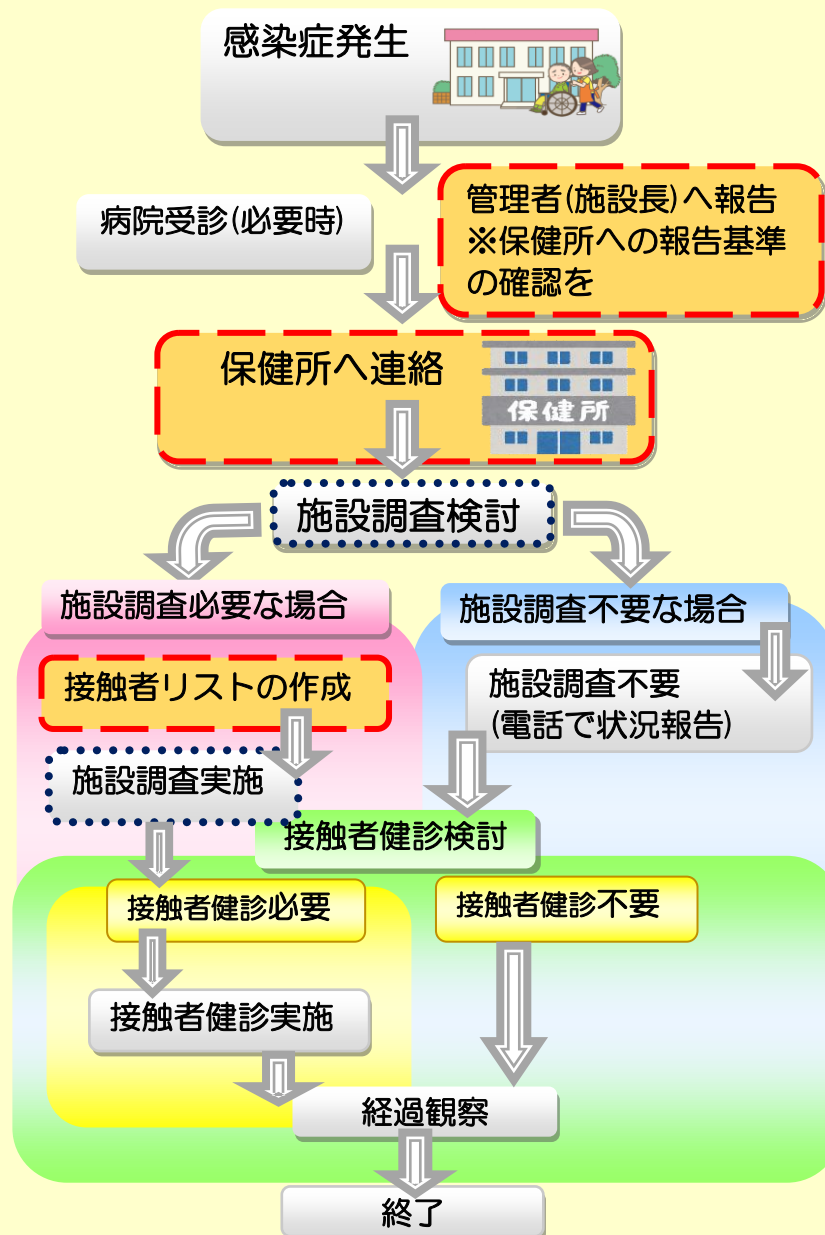 感染症発生
病院受診(必要時)
管理者(施設長)へ報告
※保健所への報告基準
の確認を
保健所へ連絡
保健所
施設調査検討
施設調査必要な場合
施設調査不要な場合
接触者リストの作成
施設調査不要
(電話で状況報告)
施設調査実施
接触者健診検討
接触者健診必要
接触者健診不要
接触者健診実施
経過観察
終了